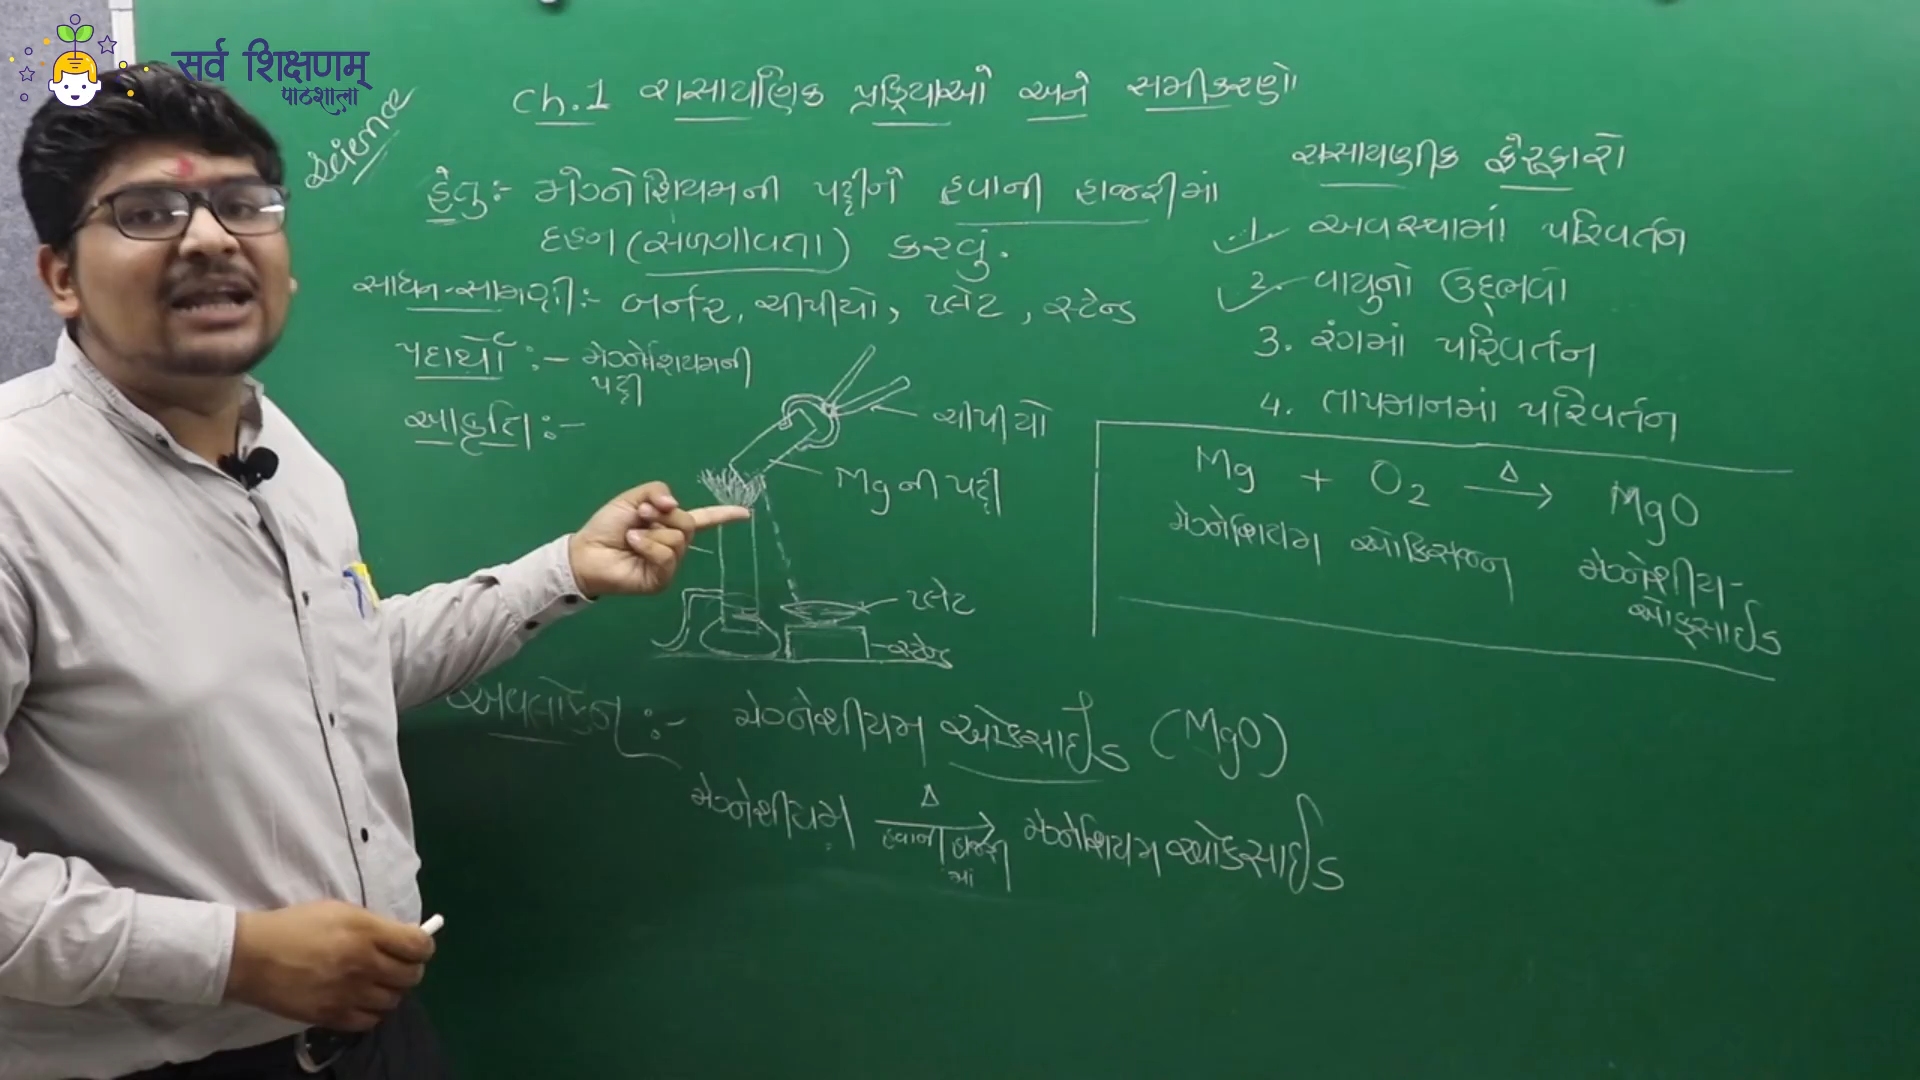 सर्व शिक्षणम्
पाठशाला
Science
Ch.1 રાસાયણિક પ્રક્રિયાઓ અને સમીકરણો
હેતુ:- મેગ્નેશિયમની પટ્ટીને હવાની હાજરીમાં
દહન (સળગાવતા) કરવું.
સાધન-સામગ્રી:- બર્નર, ચીપીયો, પ્લેટ, સ્ટેન્ડ
પદાર્થો:- મેગ્નેશિયમની
પટ્ટી
આકૃતિ:-
ચીપીયો
Mg ની પટ્ટી
પ્લેટ
સ્ટેન્ડ
અવલોકન:- મેગ્નેશીયમ ઓક્સાઈડ (MgO)
મેગ્નેશીયમ Δ→ મેગ્નેશિયમ ઓક્સાઈડ
હવાની હાજરી
માં
રાસાયણીક ફેરફારો
1. અવસ્થામાં પરિવર્તન
2. વાયુનો ઉદ્દભવ
3. રંગમાં પરિવર્તન
4. તાપમાનમાં પરિવર્તન
Mg + O2 Δ→ MgO
મેગ્નેશિયમ ઓક્સિજન મેગ્નેશીય-
ઓક્સાઈડ